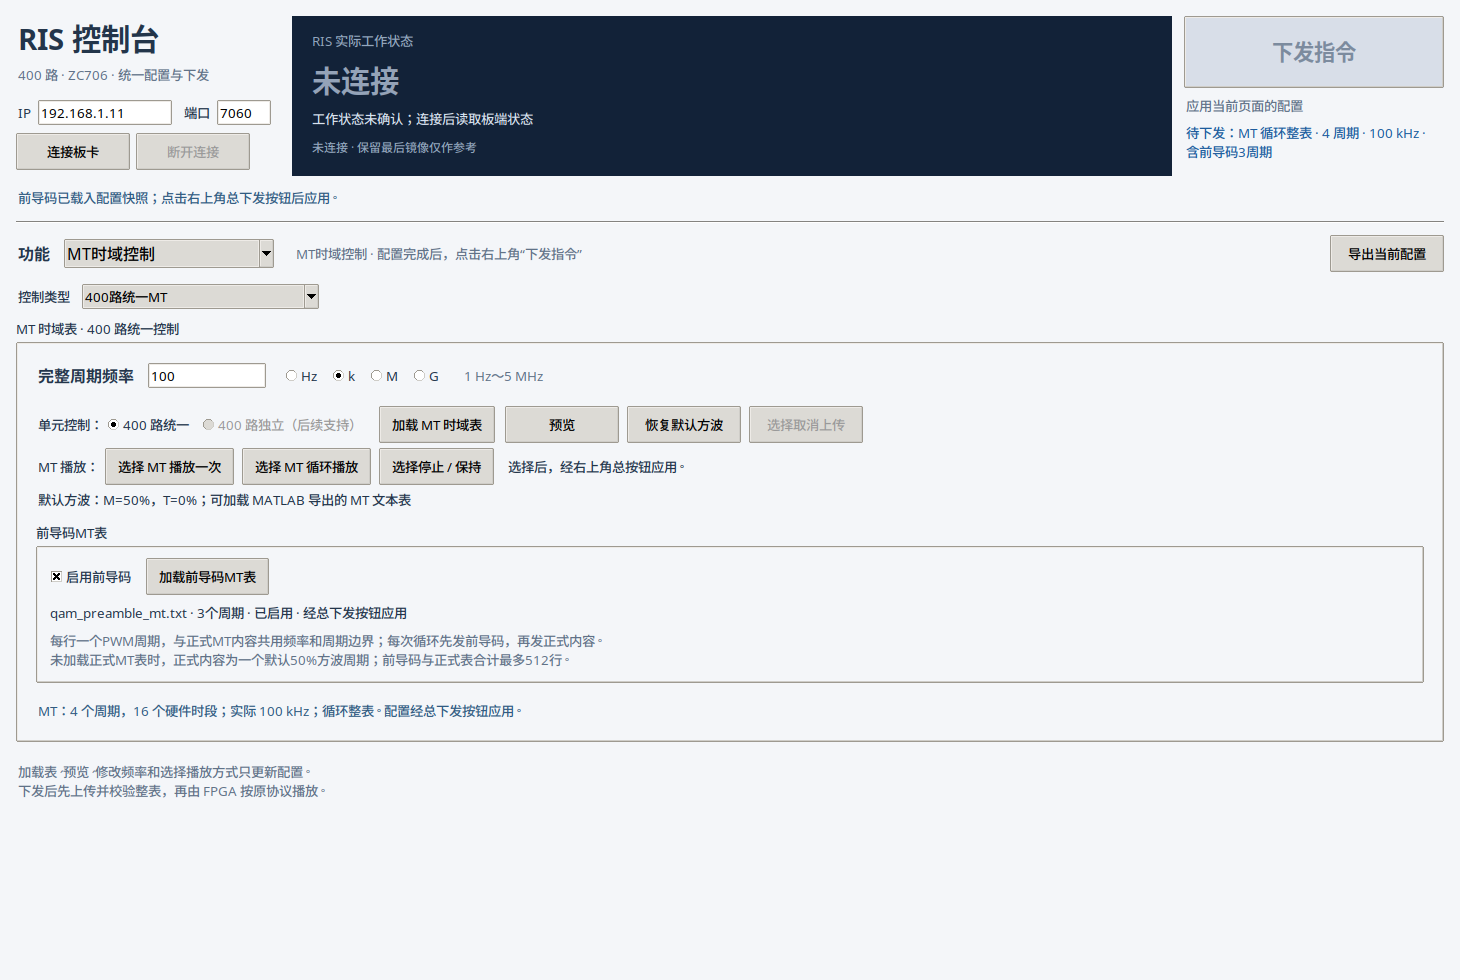 RIS 控制台
400 路 · ZC706 · 统一配置与下发
IP 192.168.1.11 端口 7060
连接板卡 断开连接
RIS 实际工作状态
未连接
工作状态未确认；连接后读取板端状态
未连接 · 保留最后镜像仅作参考
下发指令
应用当前页面的配置
待下发：MT 循环整表 · 4 周期 · 100 kHz ·
含前导码3周期
前导码已载入配置快照；点击右上角总下发按钮后应用。
功能 MT时域控制 MT时域控制 · 配置完成后，点击右上角“下发指令” 导出当前配置
控制类型 400路统一MT
MT 时域表 · 400 路统一控制
完整周期频率 100 Hz k M G 1 Hz～5 MHz
单元控制： 400 路统一 400 路独立（后续支持） 加载 MT 时域表 预览 恢复默认方波 选择取消上传
MT 播放： 选择 MT 播放一次 选择 MT 循环播放 选择停止 / 保持 选择后，经右上角总按钮应用。
默认方波：M=50%，T=0%；可加载 MATLAB 导出的 MT 文本表
前导码MT表
启用前导码 加载前导码MT表
qam_preamble_mt.txt · 3个周期 · 已启用 · 经总下发按钮应用
每行一个PWM周期，与正式MT内容共用频率和周期边界；每次循环先发前导码，再发正式内容。
未加载正式MT表时，正式内容为一个默认50%方波周期；前导码与正式表合计最多512行。
MT：4 个周期，16 个硬件时段；实际 100 kHz；循环整表。配置经总下发按钮应用。
加载表、预览、修改频率和选择播放方式只更新配置。
下发后先上传并校验整表，再由 FPGA 按原协议播放。